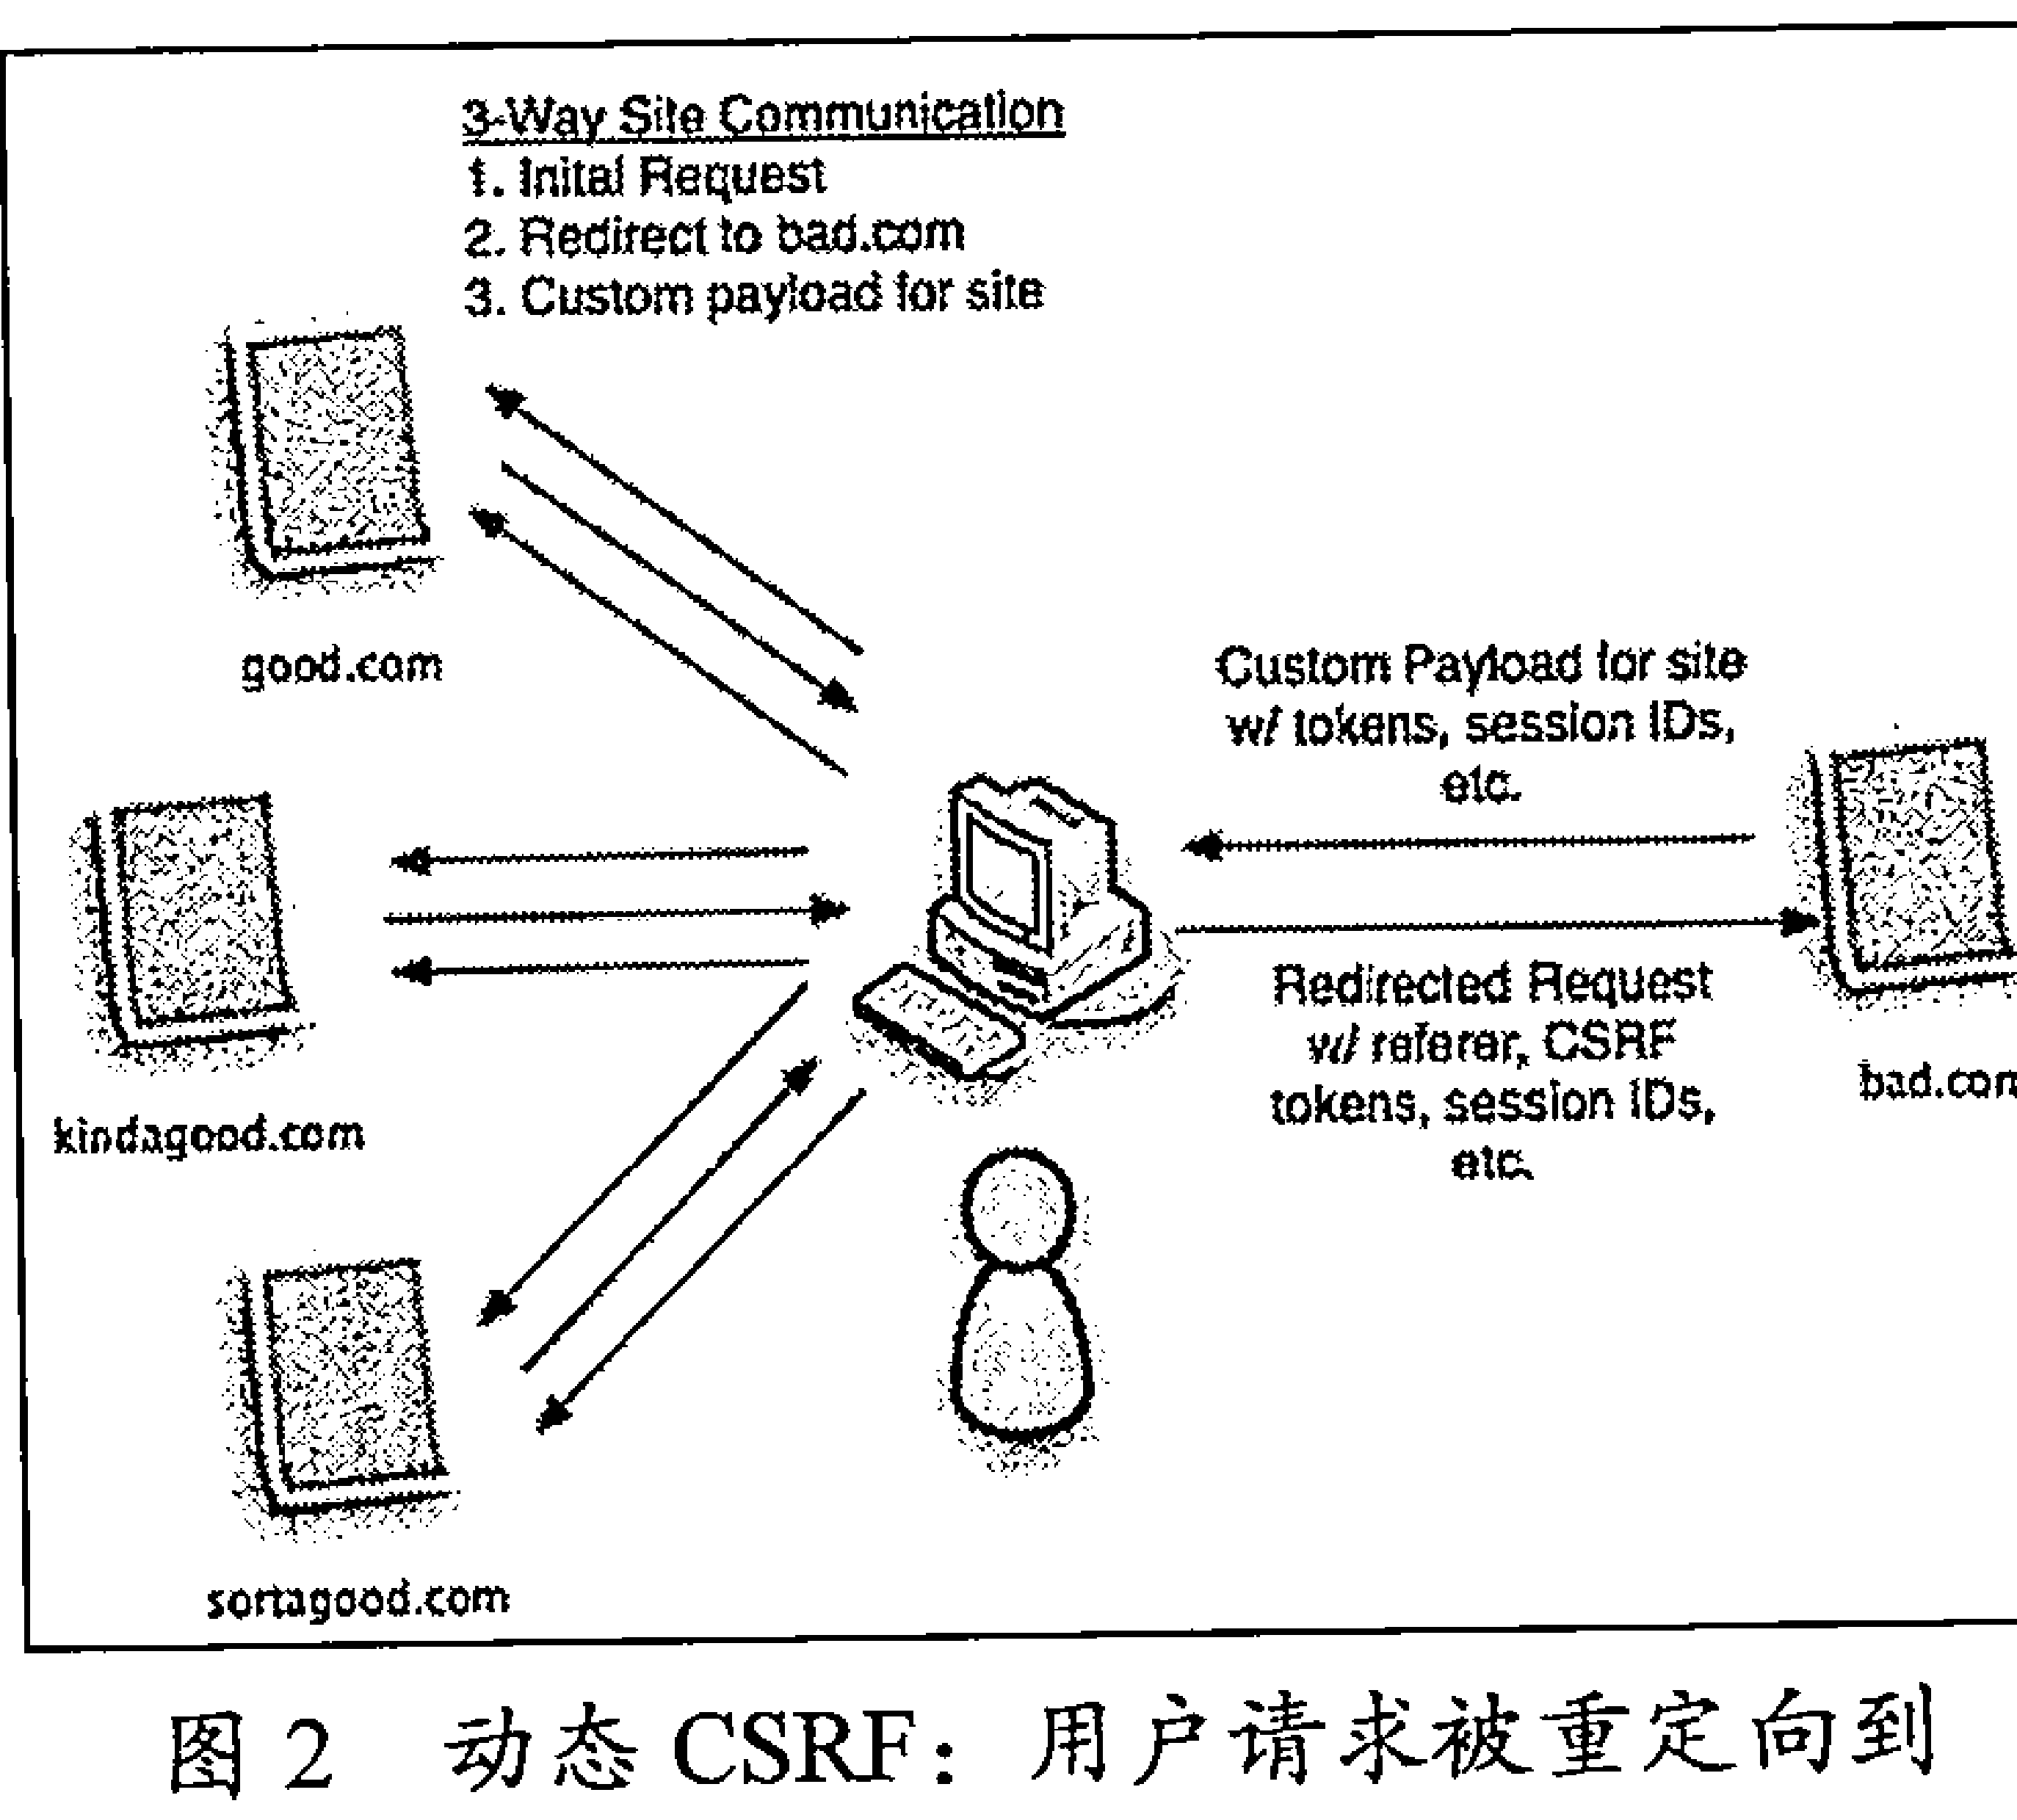 3-Way Site Communication
1. Inital Request
2. Redirect to bad.com
3. Custom payload for site
good.com
Custom Payload for site
w/ tokens, session IDs,
etc.
kindagood.com
Redirected Request
w/ referer, CSRF
tokens, session IDs,
etc.
bad.com
sortagood.com
图 2 动态 CSRF：用户请求被重定向到